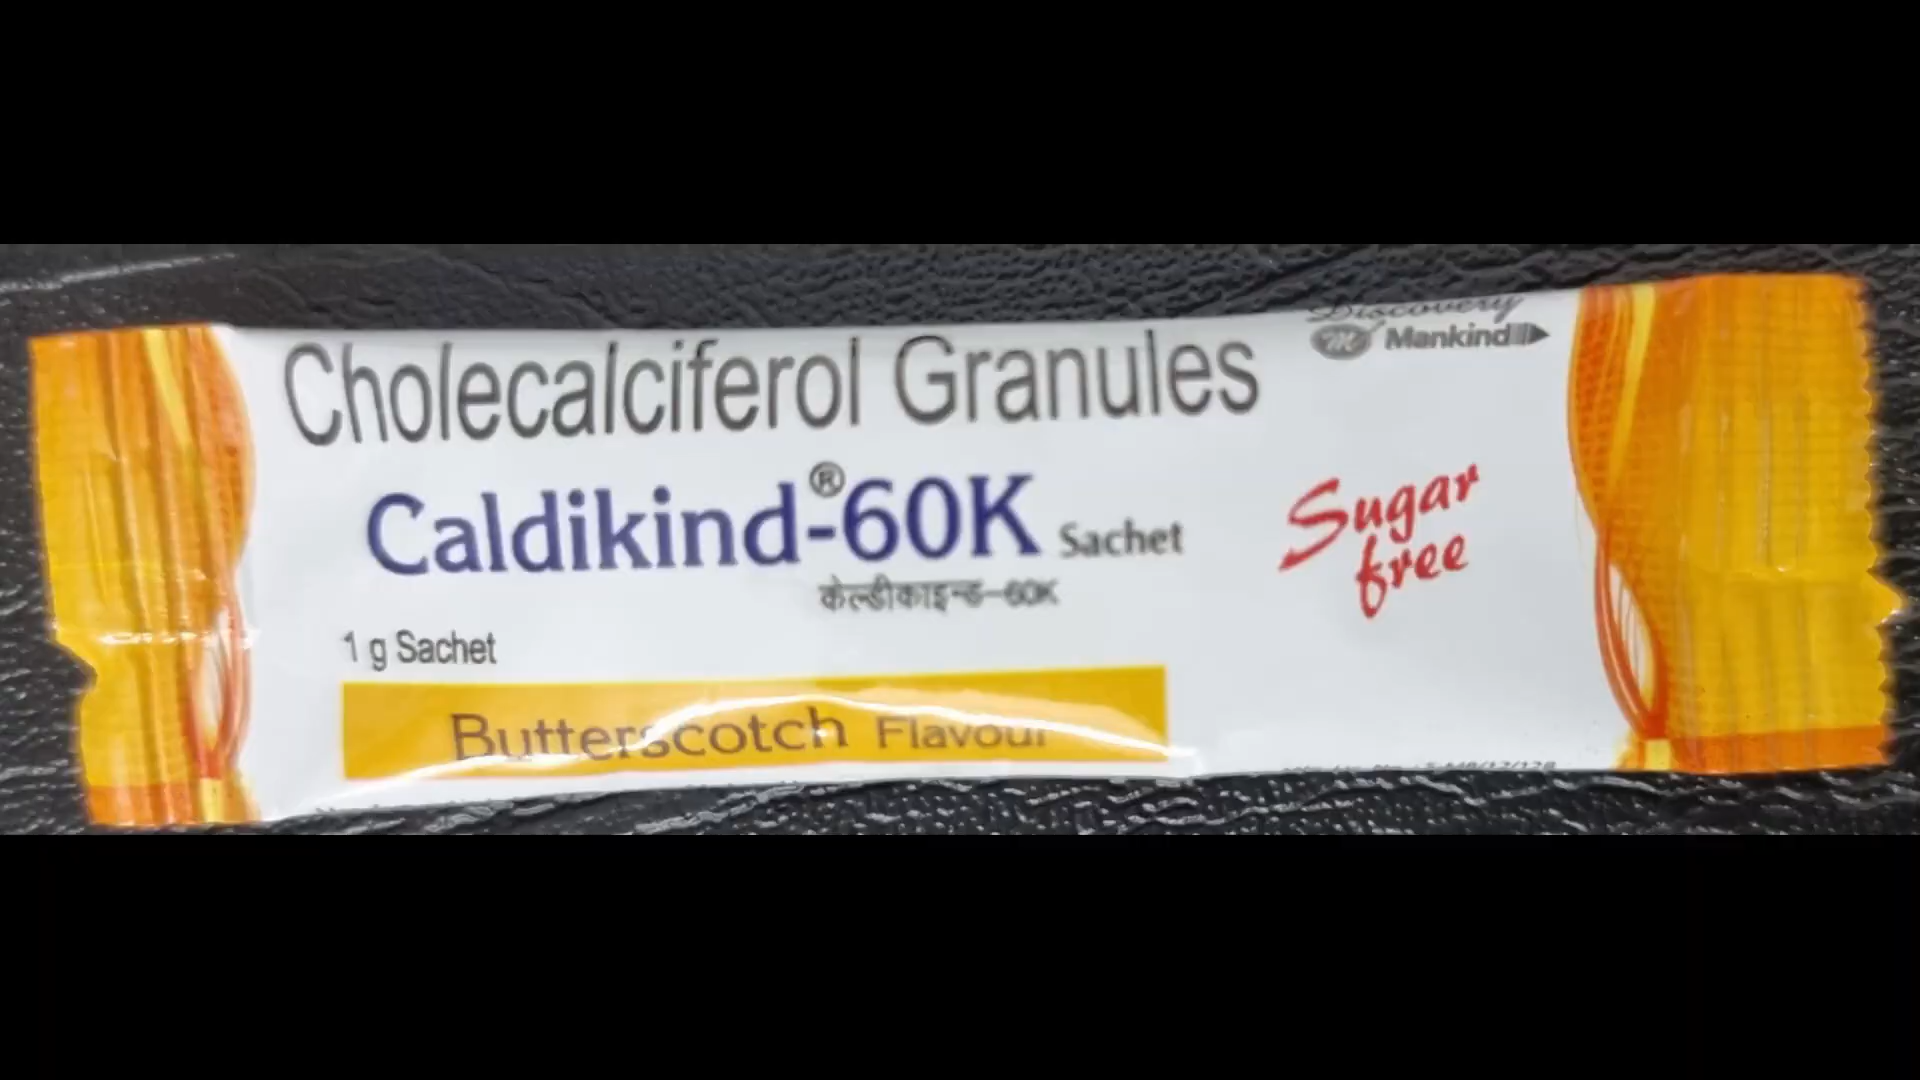 Discovery
Mankind
Cholecalciferol Granules
Caldikind®-60K Sachet
केल्डीकाइन्ड-60K
Sugar
free
1 g Sachet
Butterscotch Flavour